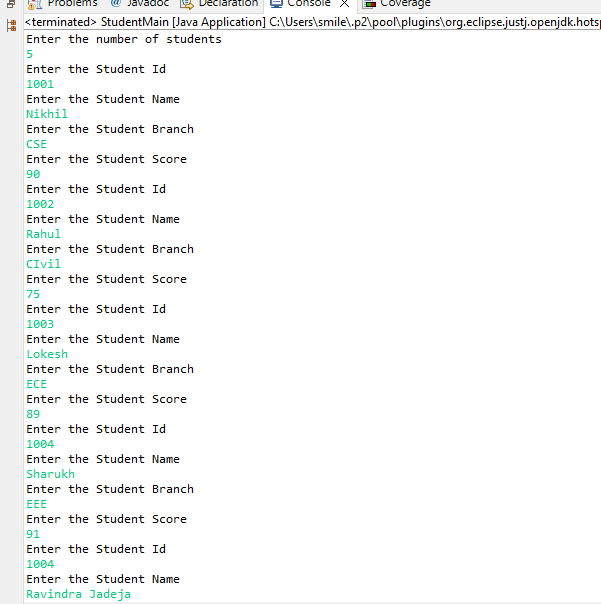 Problems @ Javadoc Declaration Console Coverage
<terminated> StudentMain [Java Application] C:\Users\smile\.p2\pool\plugins\org.eclipse.justj.openjdk.hotsp
Enter the number of students
5
Enter the Student Id
1001
Enter the Student Name
Nikhil
Enter the Student Branch
CSE
Enter the Student Score
90
Enter the Student Id
1002
Enter the Student Name
Rahul
Enter the Student Branch
CIvil
Enter the Student Score
75
Enter the Student Id
1003
Enter the Student Name
Lokesh
Enter the Student Branch
ECE
Enter the Student Score
89
Enter the Student Id
1004
Enter the Student Name
Sharukh
Enter the Student Branch
EEE
Enter the Student Score
91
Enter the Student Id
1004
Enter the Student Name
Ravindra Jadeja